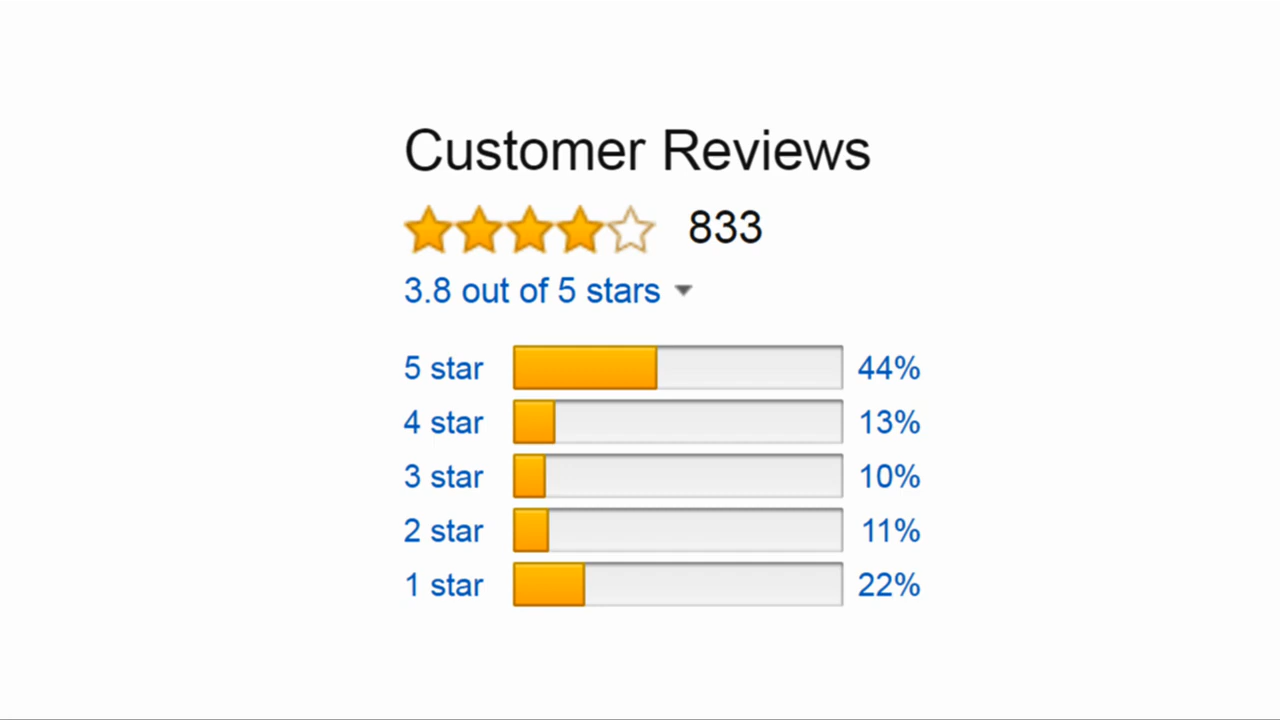 Customer Reviews
833
3.8 out of 5 stars
5 star 44%
4 star 13%
3 star 10%
2 star 11%
1 star 22%